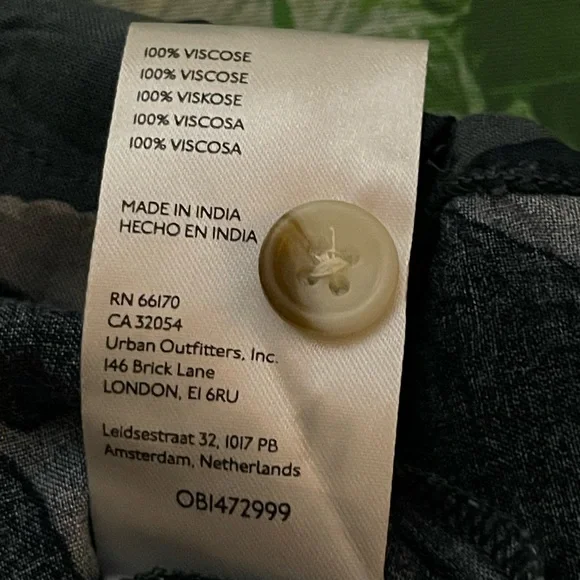 100% VISCOSE
100% VISCOSE
100% VISKOSE
100% VISCOSA
100% VISCOSA
MADE IN INDIA
HECHO EN INDIA
RN 66170
CA 32054
Urban Outfitters, Inc.
146 Brick Lane
LONDON, E1 6RU
Leidsestraat 32, 1017 PB
Amsterdam, Netherlands
OB1472999